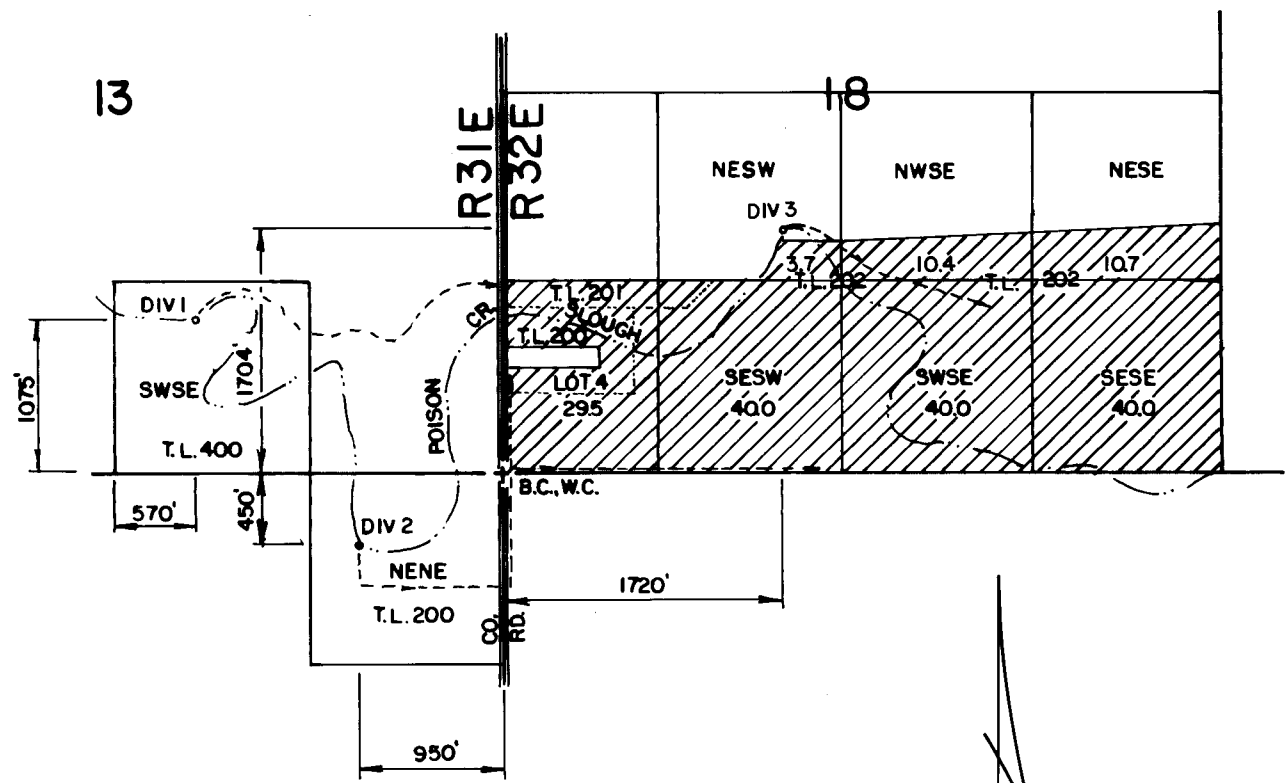 13
18
R31E
R32E
NESW
NWSE
NESE
DIV 3
3.7
10.4
10.7
T.L. 202
T.L. 202
DIV 1
1704'
CR.
T.L. 201
SLOUGH
T.L. 200
1075'
SWSE
POISON
LOT 4
29.5
SESW
40.0
SWSE
40.0
SESE
40.0
T.L. 400
B.C., W.C.
570'
450'
DIV 2
NENE
1720'
T.L. 200
CO.
RD.
950'